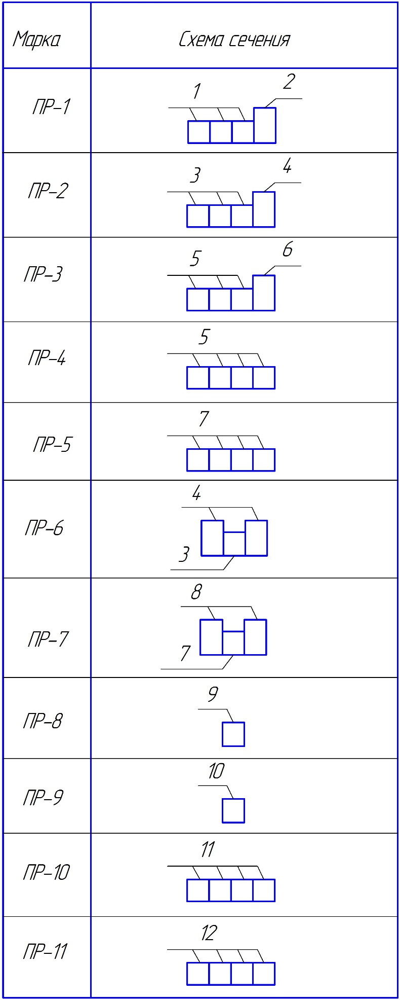 Марка Схема сечения
ПР-1 1 2
ПР-2 3 4
ПР-3 5 6
ПР-4 5
ПР-5 7
ПР-6 4 3
ПР-7 8 7
ПР-8 9
ПР-9 10
ПР-10 11
ПР-11 12